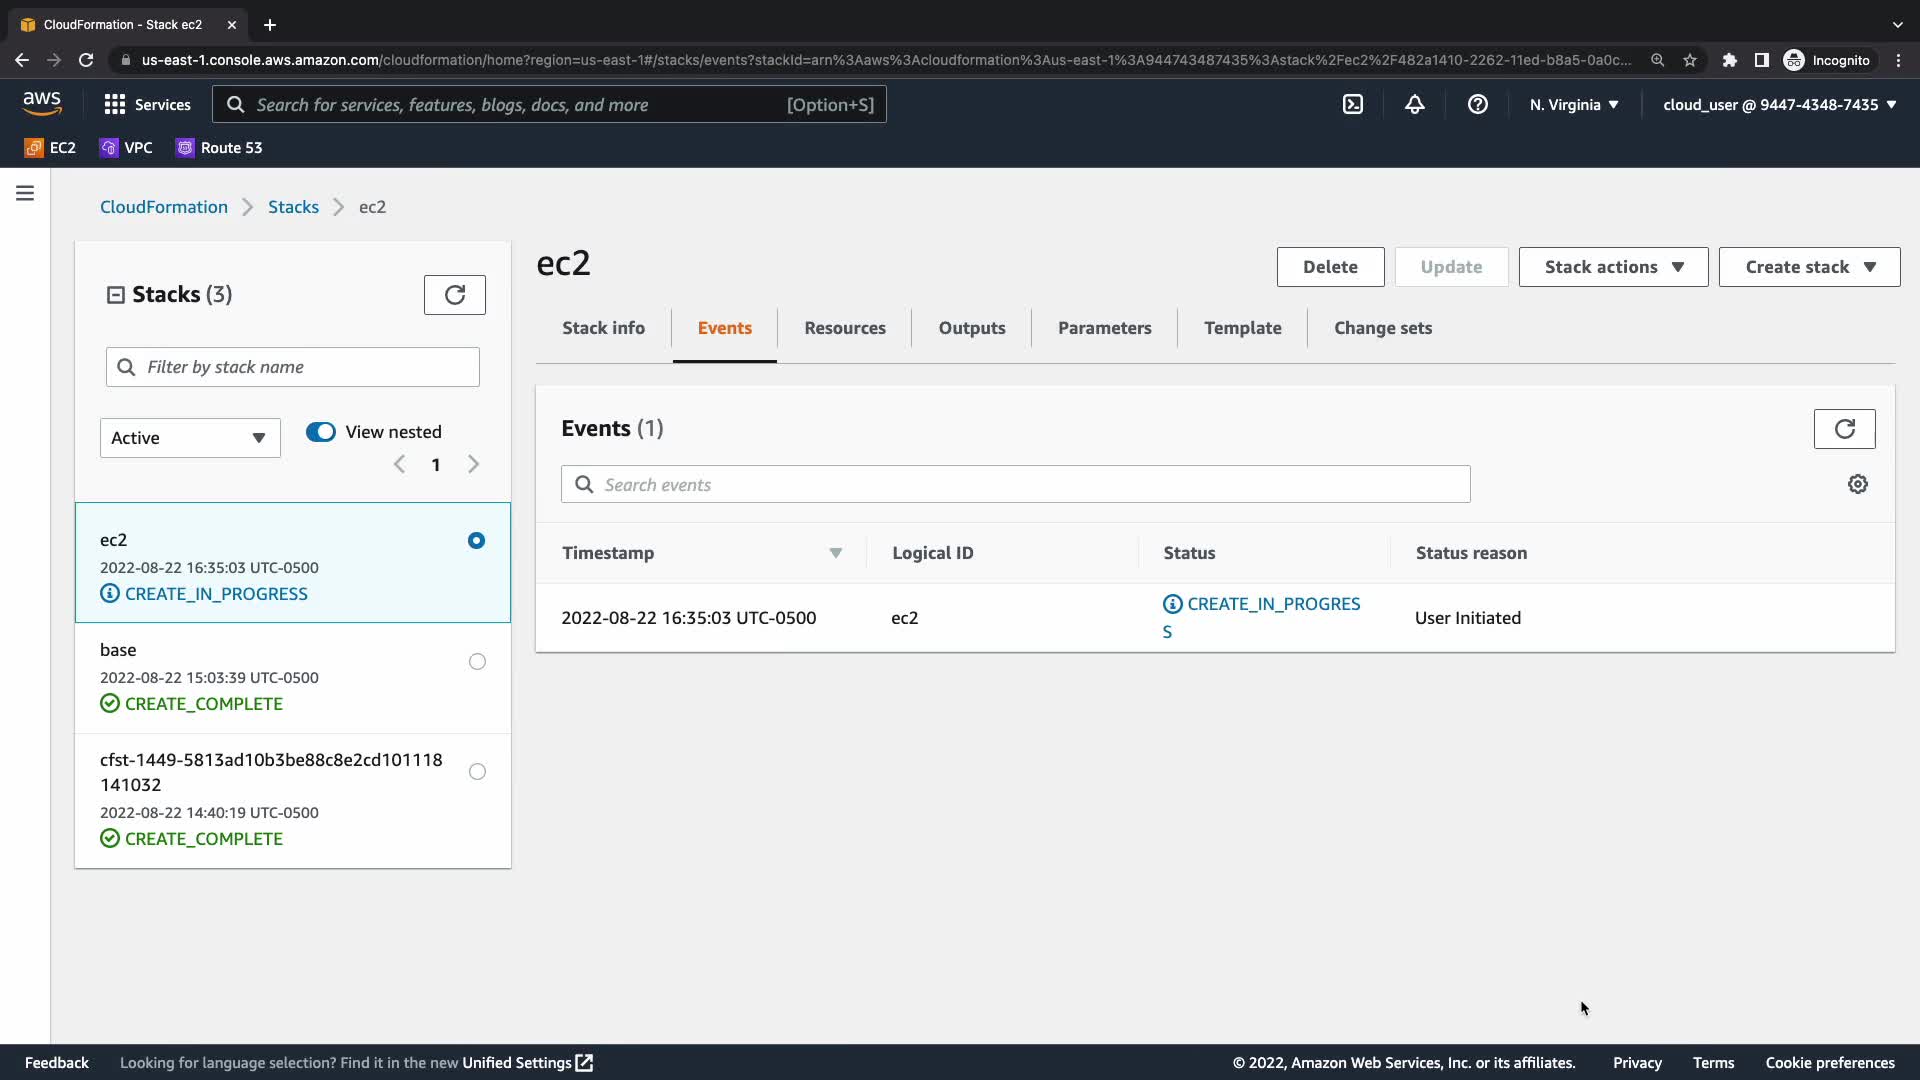 CloudFormation - Stack ec2
us-east-1.console.aws.amazon.com/cloudformation/home?region=us-east-1#/stacks/events?stackId=arn%3Aaws%3Acloudformation%3Aus-east-1%3A944743487435%3Astack%2Fec2%2F482a1410-2262-11ed-b8a5-0a0c...
Incognito
aws
Services
Search for services, features, blogs, docs, and more
[Option+S]
N. Virginia
cloud_user @ 9447-4348-7435
EC2
VPC
Route 53
CloudFormation
Stacks
ec2
Stacks (3)
Filter by stack name
Active
View nested
1
ec2
2022-08-22 16:35:03 UTC-0500
CREATE_IN_PROGRESS
base
2022-08-22 15:03:39 UTC-0500
CREATE_COMPLETE
cfst-1449-5813ad10b3be88c8e2cd101118
141032
2022-08-22 14:40:19 UTC-0500
CREATE_COMPLETE
ec2
Delete
Update
Stack actions
Create stack
Stack info
Events
Resources
Outputs
Parameters
Template
Change sets
Events (1)
Search events
Timestamp
Logical ID
Status
Status reason
2022-08-22 16:35:03 UTC-0500
ec2
CREATE_IN_PROGRES
S
User Initiated
Feedback
Looking for language selection? Find it in the new Unified Settings
© 2022, Amazon Web Services, Inc. or its affiliates.
Privacy
Terms
Cookie preferences